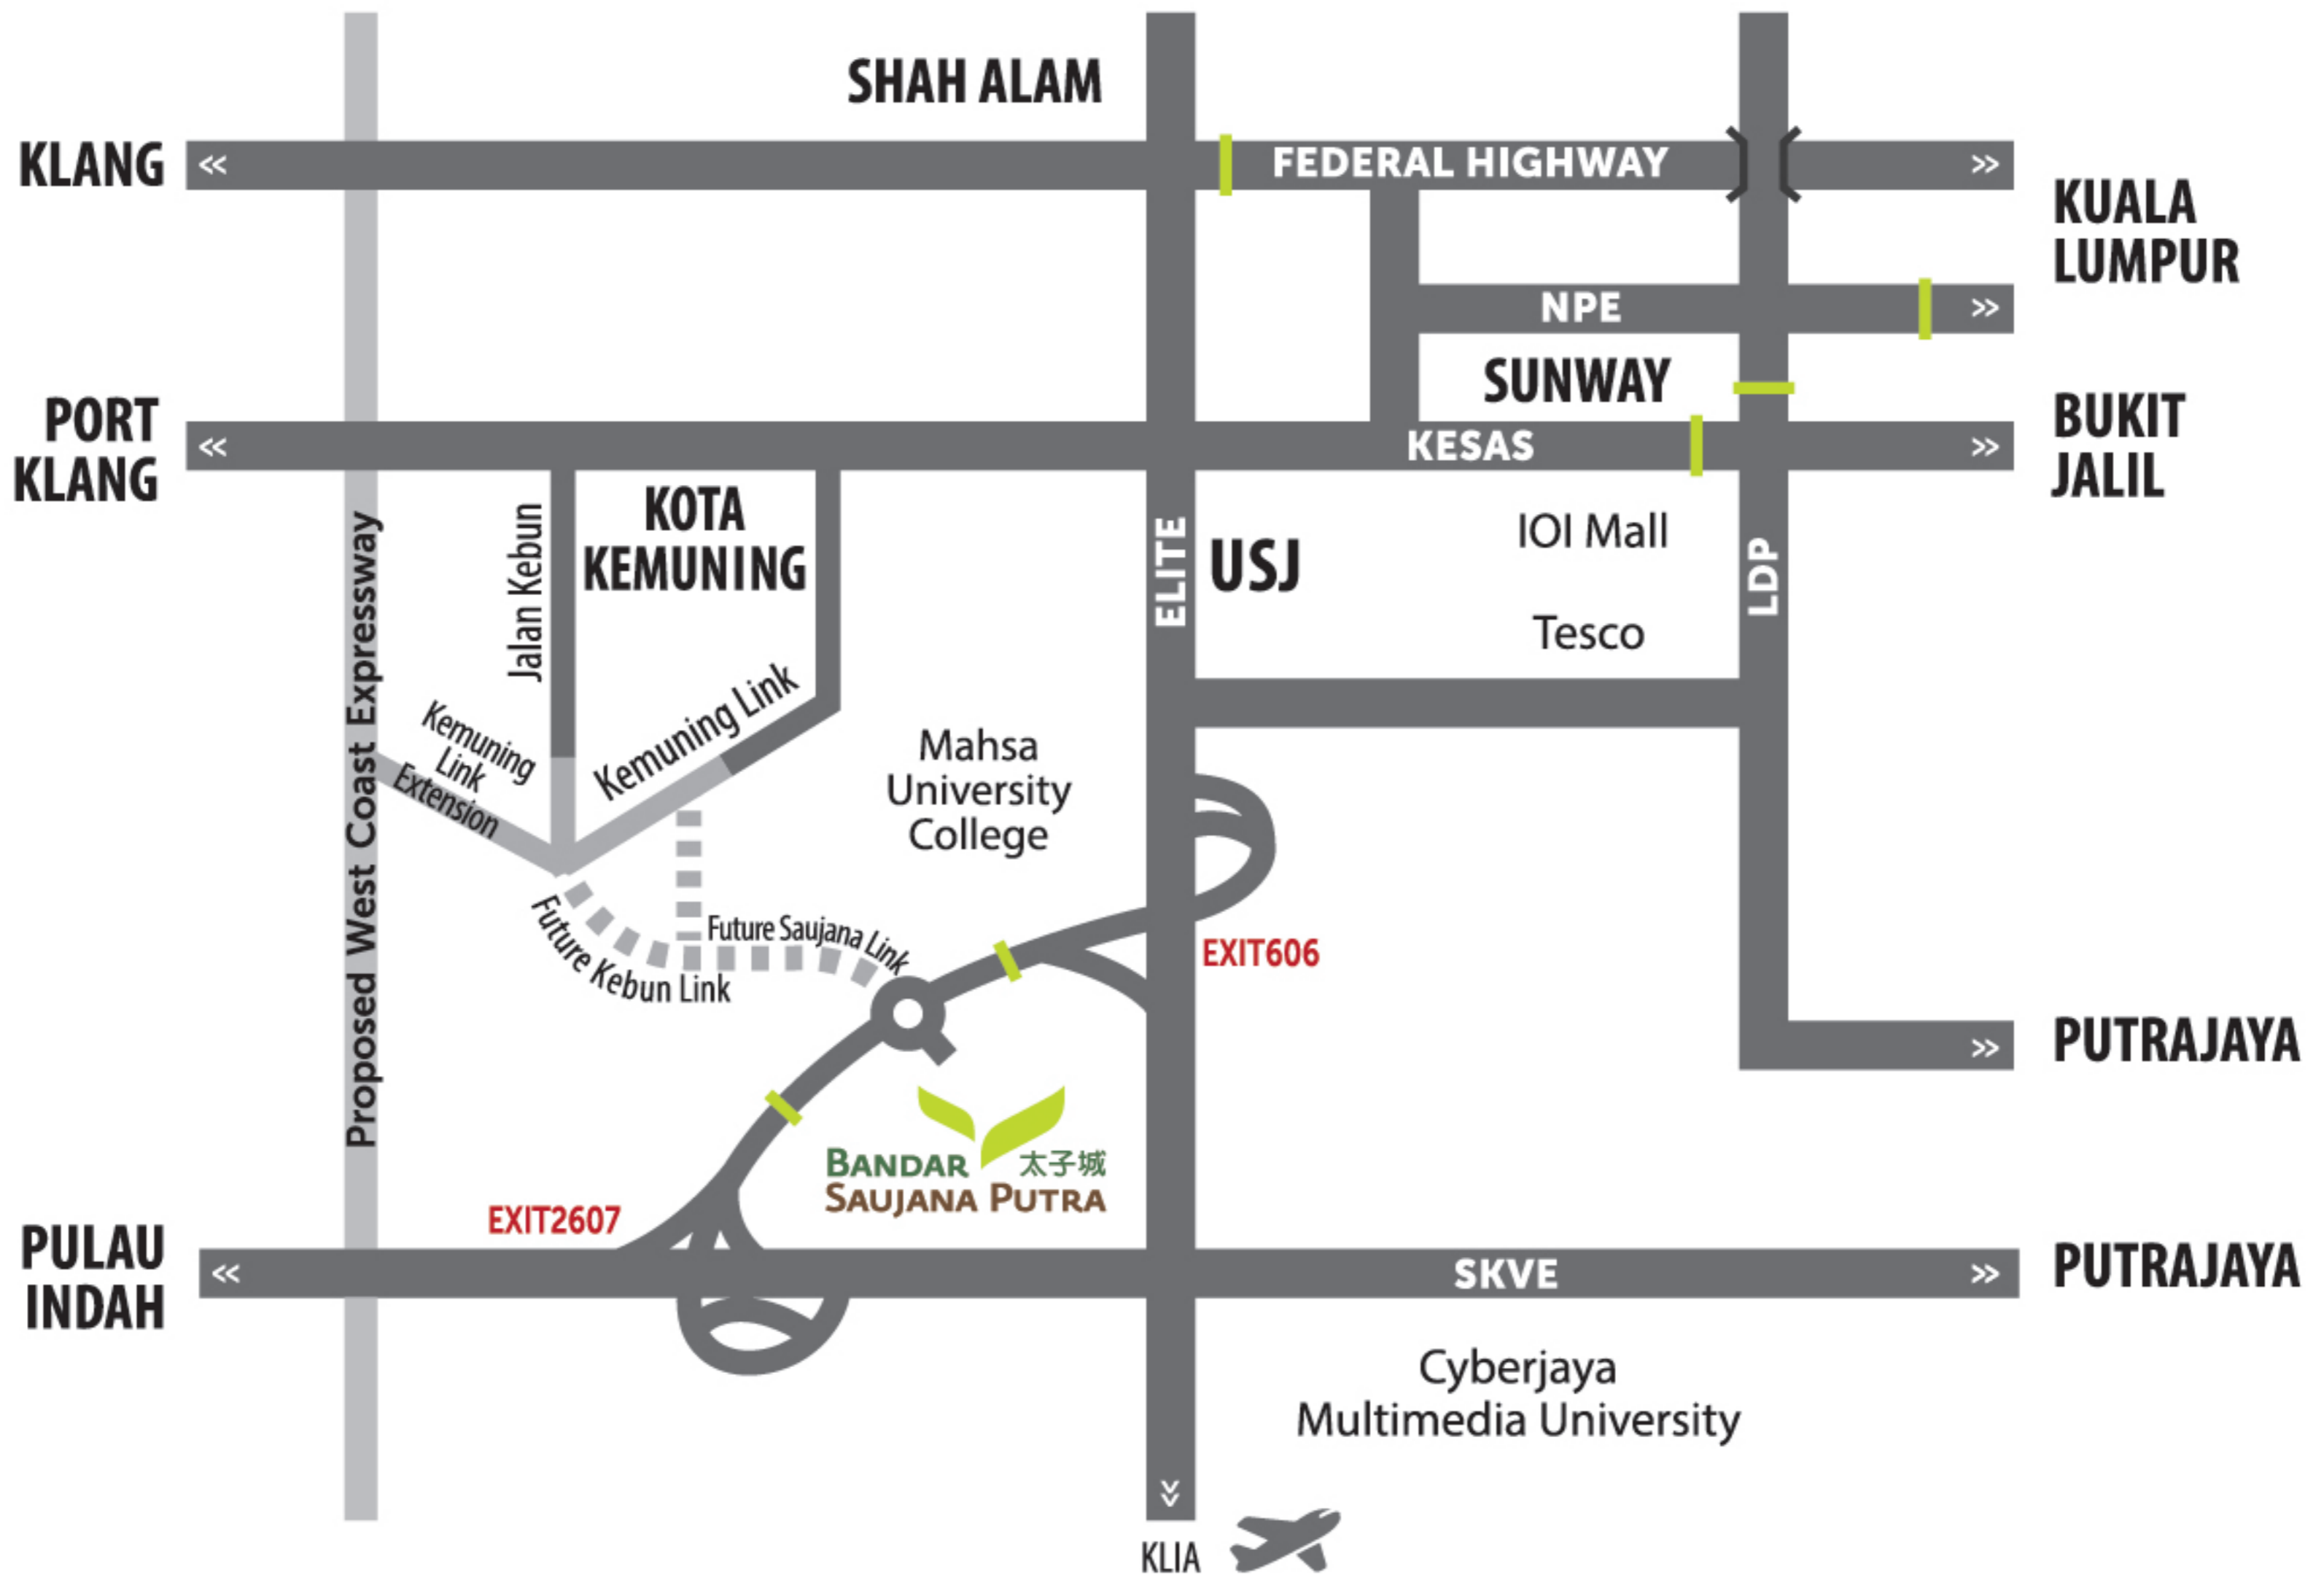 SHAH ALAM
KLANG
FEDERAL HIGHWAY
KUALA
LUMPUR
NPE
SUNWAY
PORT
KLANG
KESAS
BUKIT
JALIL
Jalan Kebun
KOTA
KEMUNING
ELITE
USJ
IOI Mall
LDP
Tesco
Proposed West Coast Expressway
Kemuning
Link
Extension
Kemuning Link
Mahsa
University
College
Future Saujana Link
Future Kebun Link
EXIT606
PUTRAJAYA
BANDAR 太子城
SAUJANA PUTRA
EXIT2607
PULAU
INDAH
SKVE
PUTRAJAYA
Cyberjaya
Multimedia University
KLIA